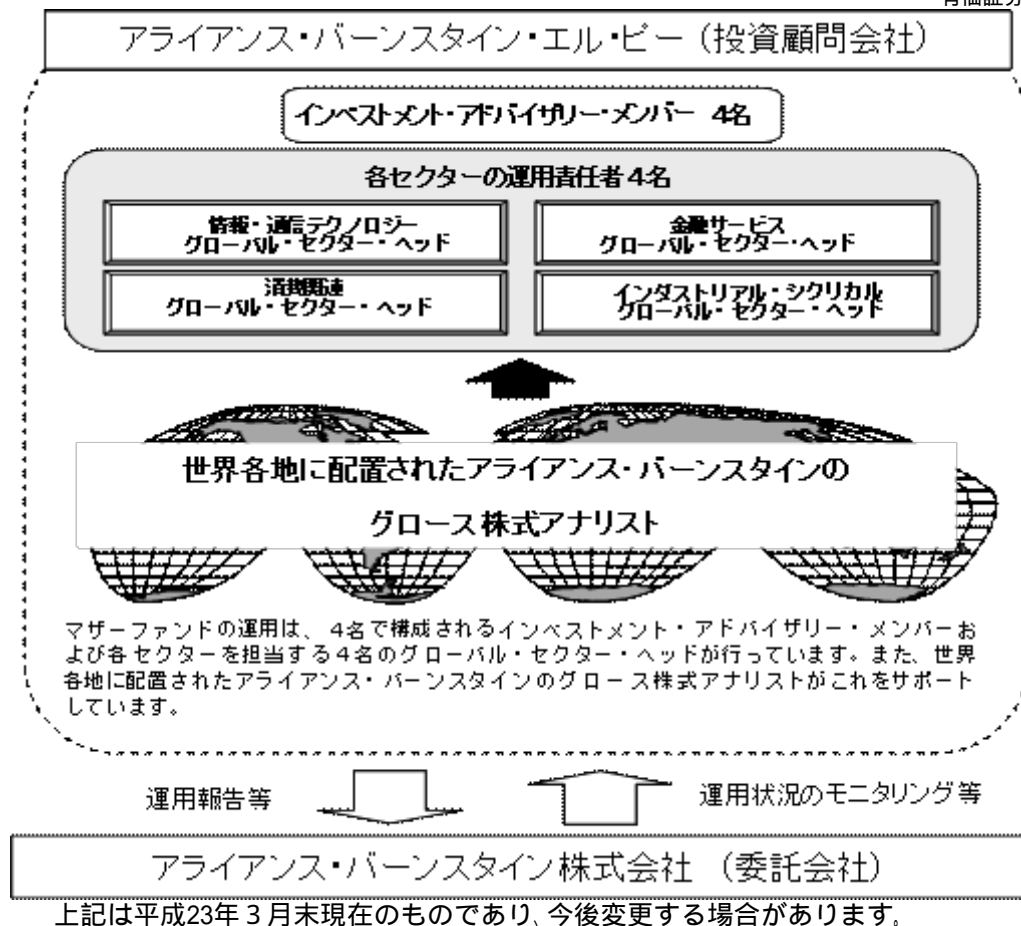 アライアンス・バーンスタイン・エル・ピー（投資顧問会社）
インベストメント・アドバイザリー・メンバー 4名
各セクターの運用責任者４名
情報・通信テクノロジー
グローバル・セクター・ヘッド
金融サービス
グローバル・セクター・ヘッド
消費関連
グローバル・セクター・ヘッド
インダストリアル・シクリカル
グローバル・セクター・ヘッド
世界各地に配置されたアライアンス・バーンスタインの
グロース株式アナリスト
マザーファンドの運用は、4名で構成されるインベストメント・アドバイザリー・メンバーお
よび各セクターを担当する４名のグローバル・セクター・ヘッドが行っています。また、世界
各地に配置されたアライアンス・バーンスタインのグロース株式アナリストがこれをサポート
しています。
運用報告等
運用状況のモニタリング等
アライアンス・バーンスタイン株式会社 （委託会社）
上記は平成23年３月末現在のものであり、今後変更する場合があります。